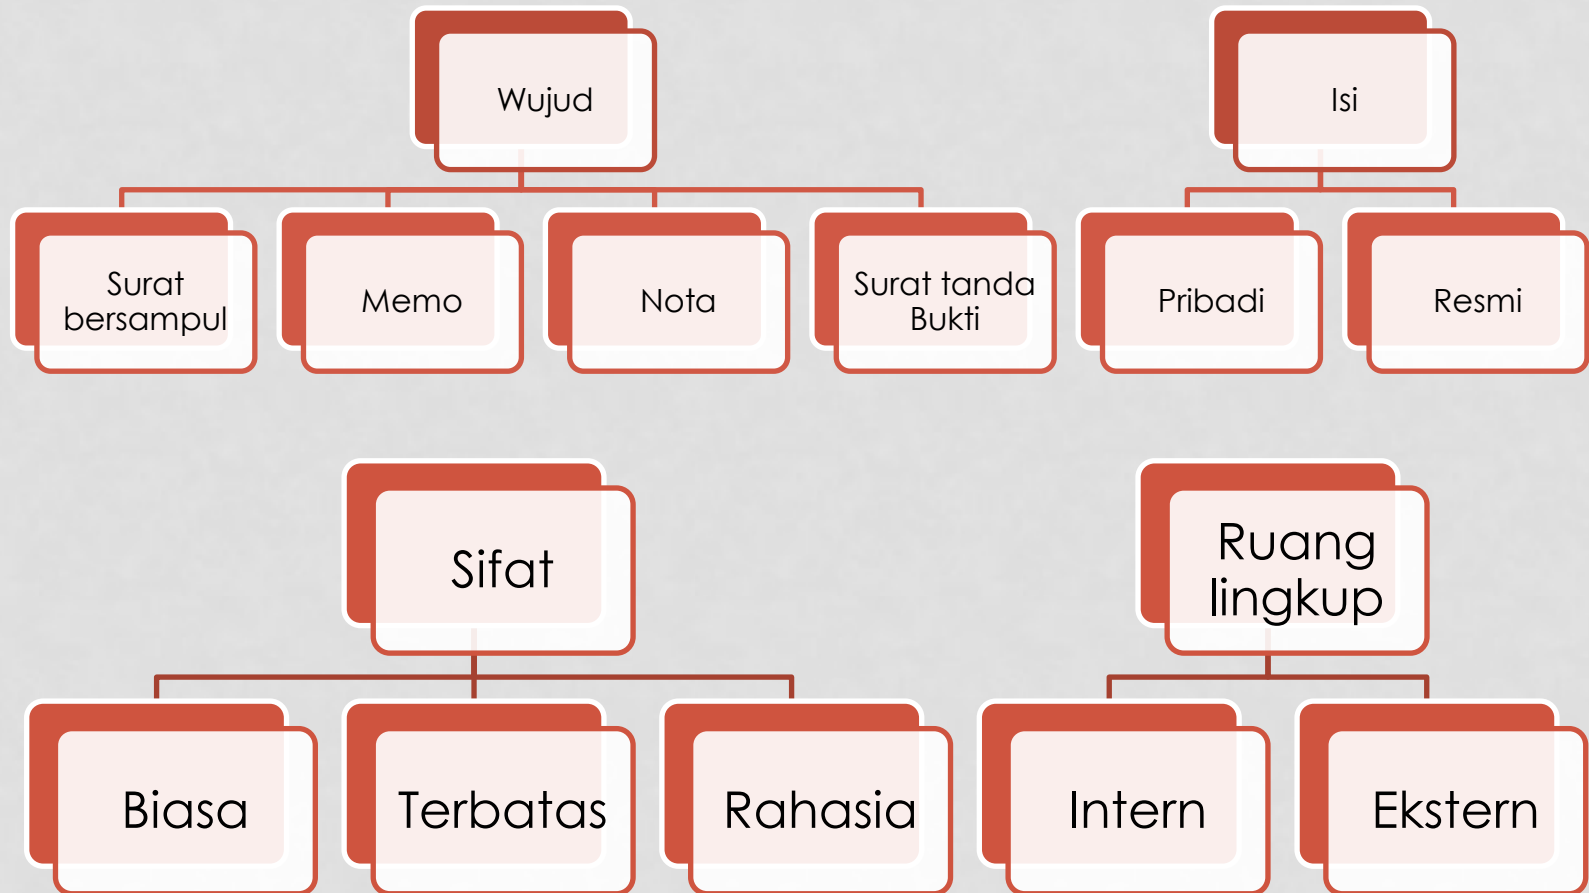 Wujud
Isi
Surat
bersampul
Memo
Nota
Surat tanda
Bukti
Pribadi
Resmi
Sifat
Ruang
lingkup
Biasa
Terbatas
Rahasia
Intern
Ekstern